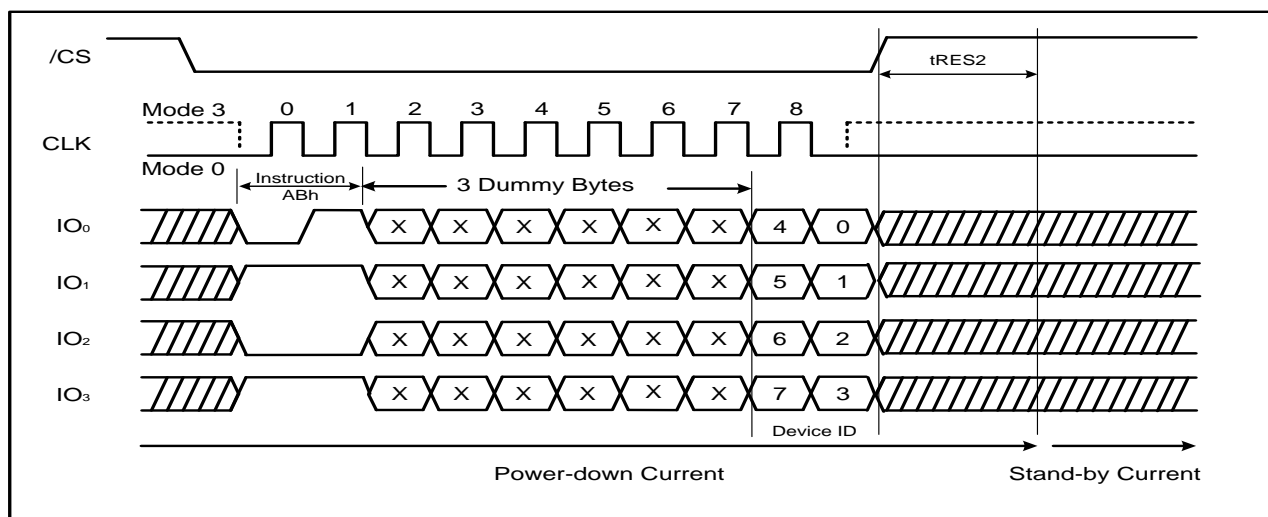 /CS
tRES2
Mode 3
0 1 2 3 4 5 6 7 8
CLK
Mode 0
Instruction
ABh
3 Dummy Bytes
IO₀
X X X X X X 4 0
IO₁
X X X X X X 5 1
IO₂
X X X X X X 6 2
IO₃
X X X X X X 7 3
Device ID
Power-down Current
Stand-by Current